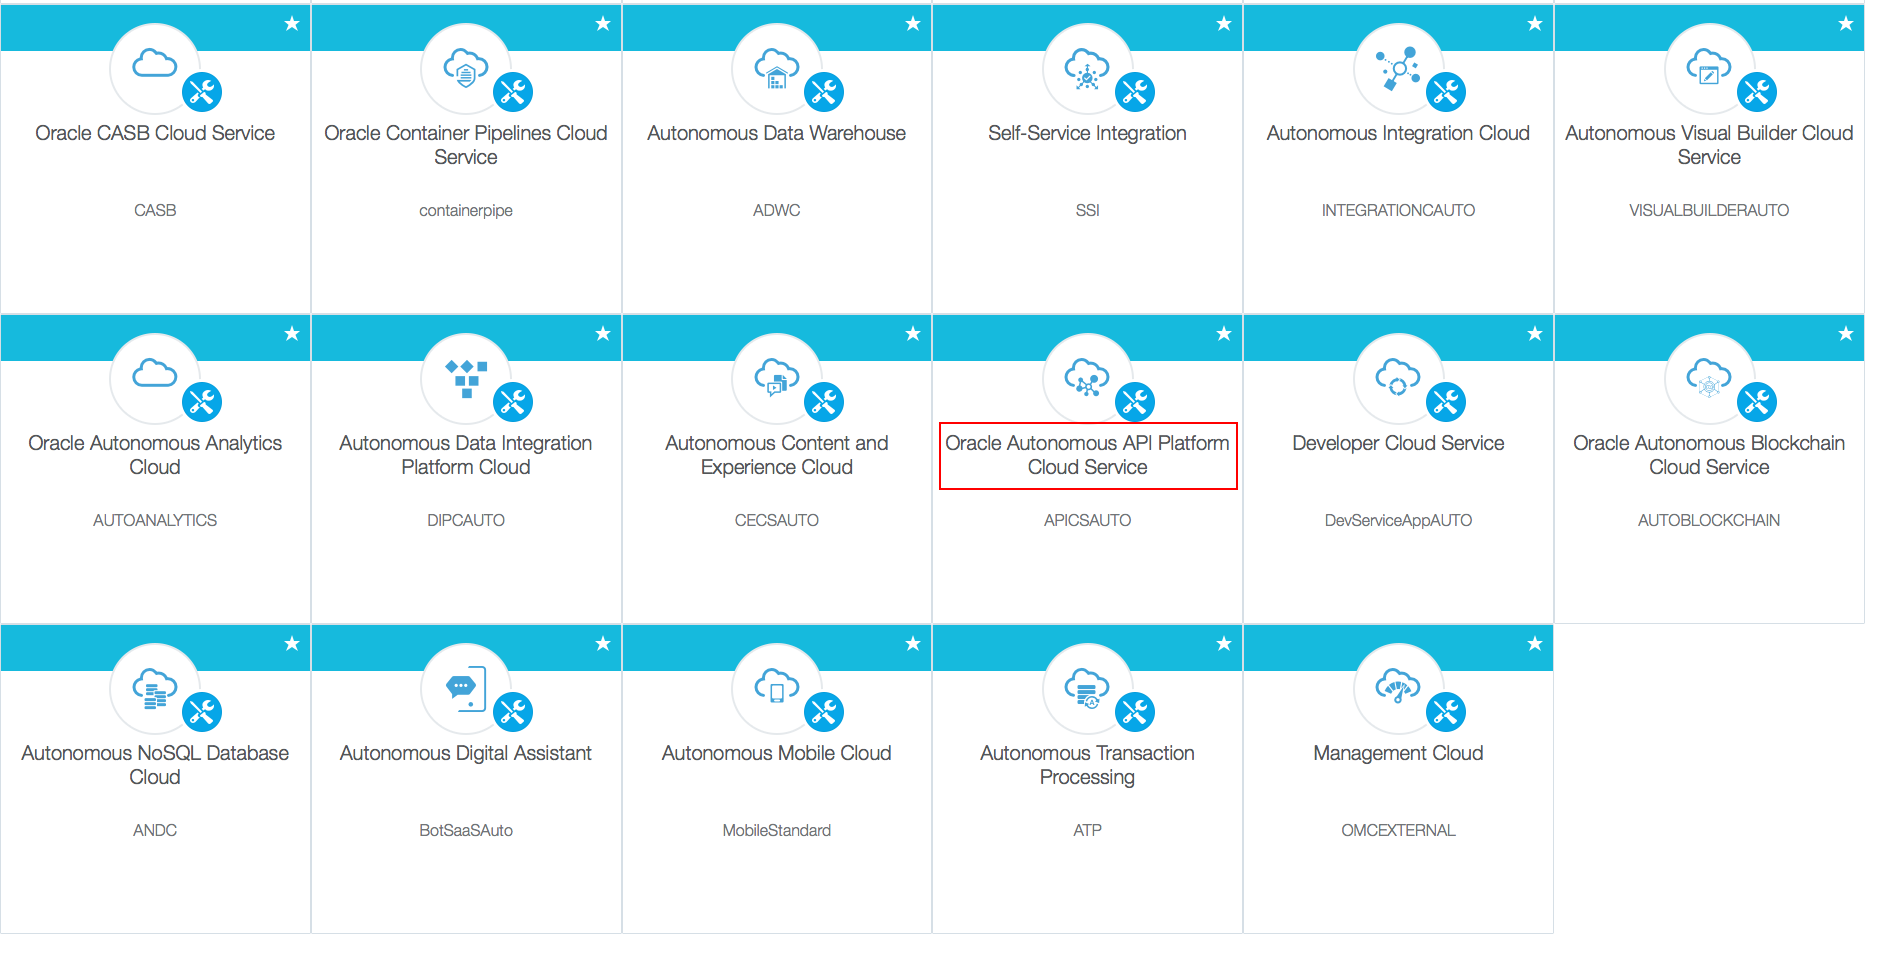 Oracle CASB Cloud Service
CASB
Oracle Container Pipelines Cloud
Service
containerpipe
Autonomous Data Warehouse
ADWC
Self-Service Integration
SSI
Autonomous Integration Cloud
INTEGRATIONCAUTO
Autonomous Visual Builder Cloud
Service
VISUALBUILDERAUTO
Oracle Autonomous Analytics
Cloud
AUTOANALYTICS
Autonomous Data Integration
Platform Cloud
DIPCAUTO
Autonomous Content and
Experience Cloud
CECSAUTO
Oracle Autonomous API Platform
Cloud Service
APICSAUTO
Developer Cloud Service
DevServiceAppAUTO
Oracle Autonomous Blockchain
Cloud Service
AUTOBLOCKCHAIN
Autonomous NoSQL Database
Cloud
ANDC
Autonomous Digital Assistant
BotSaaSAuto
Autonomous Mobile Cloud
MobileStandard
Autonomous Transaction
Processing
ATP
Management Cloud
OMCEXTERNAL